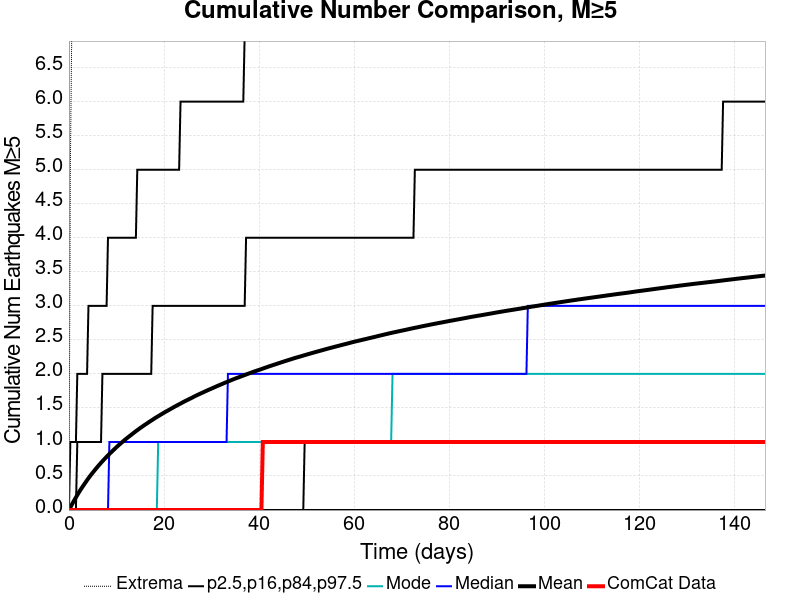 Cumulative Number Comparison, M≥5
Cumulative Num Earthquakes M≥5
6.5
6.0
5.5
5.0
4.5
4.0
3.5
3.0
2.5
2.0
1.5
1.0
0.5
0.0
0 20 40 60 80 100 120 140
Time (days)
Extrema p2.5,p16,p84,p97.5 Mode Median Mean ComCat Data